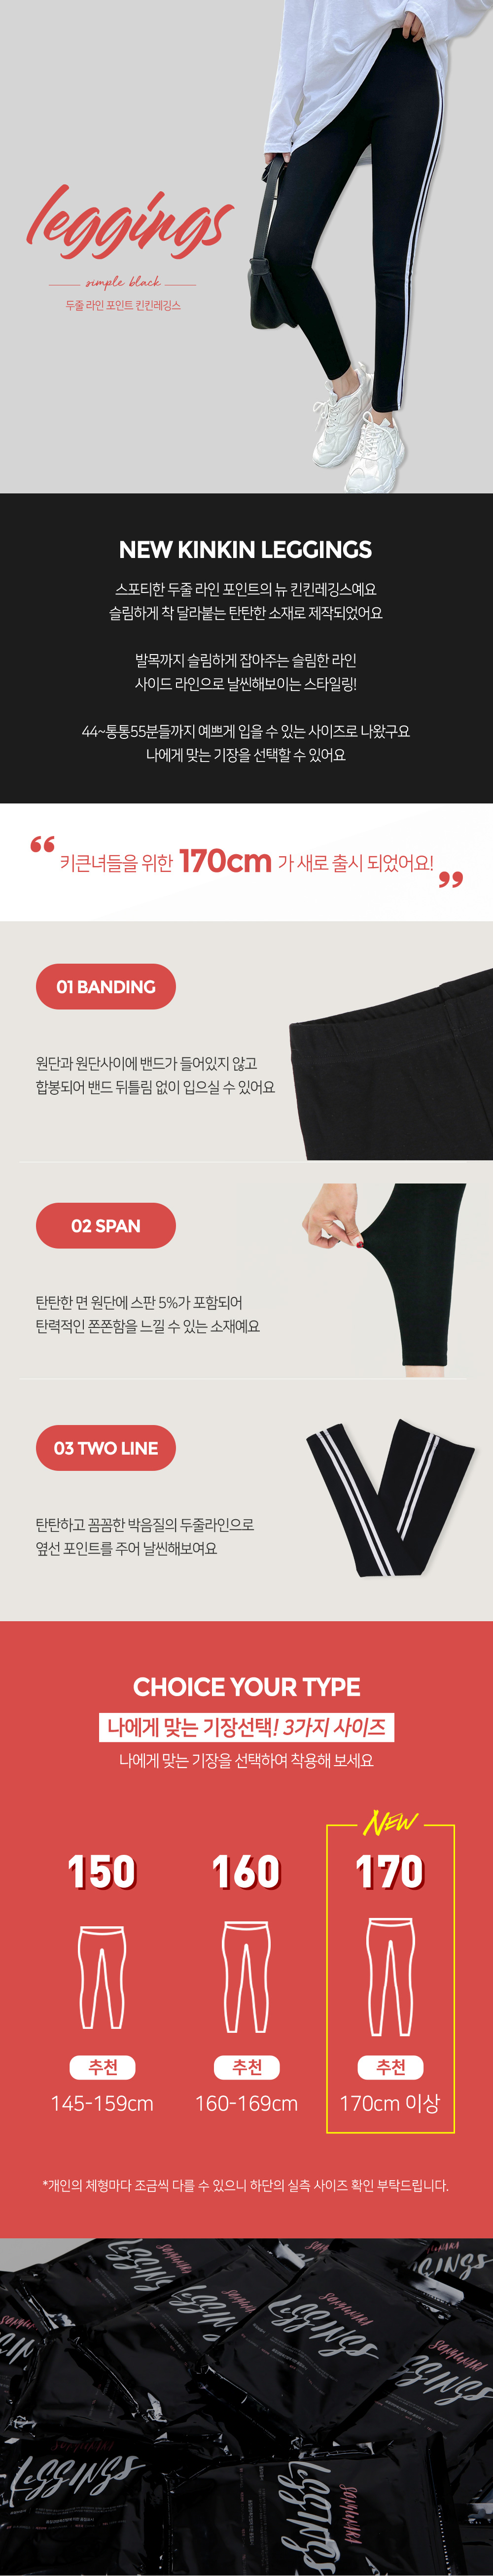 leggings
simple black
두줄 라인 포인트 킨킨레깅스
NEW KINKIN LEGGINGS
스포티한 두줄 라인 포인트의 뉴 킨킨레깅스예요
슬림하게 착 달라붙는 탄탄한 소재로 제작되었어요
발목까지 슬림하게 잡아주는 슬림한 라인
사이드 라인으로 날씬해보이는 스타일링!
44~통통55분들까지 예쁘게 입을 수 있는 사이즈로 나왔구요
나에게 맞는 기장을 선택할 수 있어요
“ 키큰녀들을 위한 170cm 가 새로 출시 되었어요! ”
01 BANDING
원단과 원단사이에 밴드가 들어있지 않고
합봉되어 밴드 뒤틀림 없이 입으실 수 있어요
02 SPAN
탄탄한 면 원단에 스판 5%가 포함되어
탄력적인 쫀쫀함을 느낄 수 있는 소재예요
03 TWO LINE
탄탄하고 꼼꼼한 박음질의 두줄라인으로
옆선 포인트를 주어 날씬해보여요
CHOICE YOUR TYPE
나에게 맞는 기장선택! 3가지 사이즈
나에게 맞는 기장을 선택하여 착용해 보세요
NEW
150 160 170
추천 추천 추천
145-159cm 160-169cm 170cm 이상
*개인의 체형마다 조금씩 다를 수 있으니 하단의 실측 사이즈 확인 부탁드립니다.
LEGGINGS
LEGGINGS
LEGGINGS
LEGGINGS